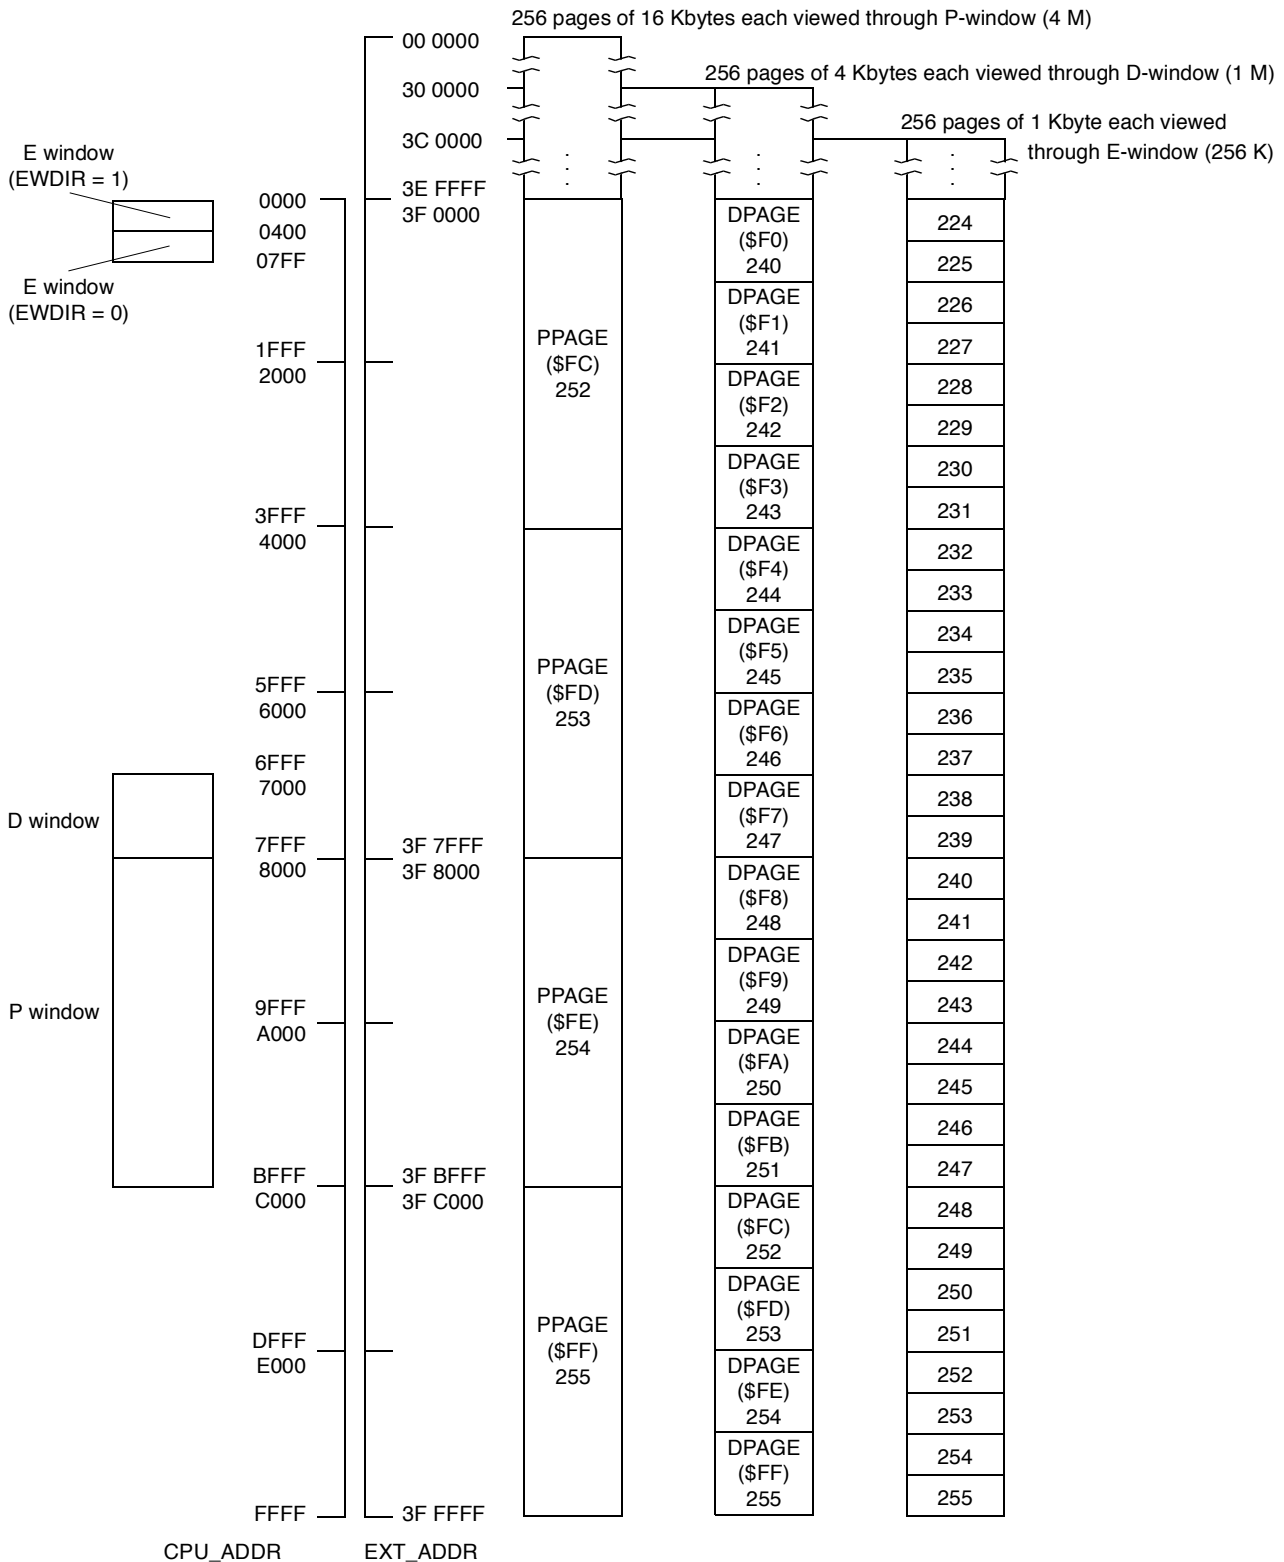 256 pages of 16 Kbytes each viewed through P-window (4 M)
256 pages of 4 Kbytes each viewed through D-window (1 M)
256 pages of 1 Kbyte each viewed
through E-window (256 K)
E window
(EWDIR = 1)
E window
(EWDIR = 0)
D window
P window
0000
0400
07FF
1FFF
2000
3FFF
4000
5FFF
6000
6FFF
7000
7FFF
8000
9FFF
A000
BFFF
C000
DFFF
E000
FFFF
CPU_ADDR
00 0000
30 0000
3C 0000
3E FFFF
3F 0000
3F 7FFF
3F 8000
3F BFFF
3F C000
3F FFFF
EXT_ADDR
PPAGE
($FC)
252
PPAGE
($FD)
253
PPAGE
($FE)
254
PPAGE
($FF)
255
DPAGE
($F0)
240
DPAGE
($F1)
241
DPAGE
($F2)
242
DPAGE
($F3)
243
DPAGE
($F4)
244
DPAGE
($F5)
245
DPAGE
($F6)
246
DPAGE
($F7)
247
DPAGE
($F8)
248
DPAGE
($F9)
249
DPAGE
($FA)
250
DPAGE
($FB)
251
DPAGE
($FC)
252
DPAGE
($FD)
253
DPAGE
($FE)
254
DPAGE
($FF)
255
224
225
226
227
228
229
230
231
232
233
234
235
236
237
238
239
240
241
242
243
244
245
246
247
248
249
250
251
252
253
254
255